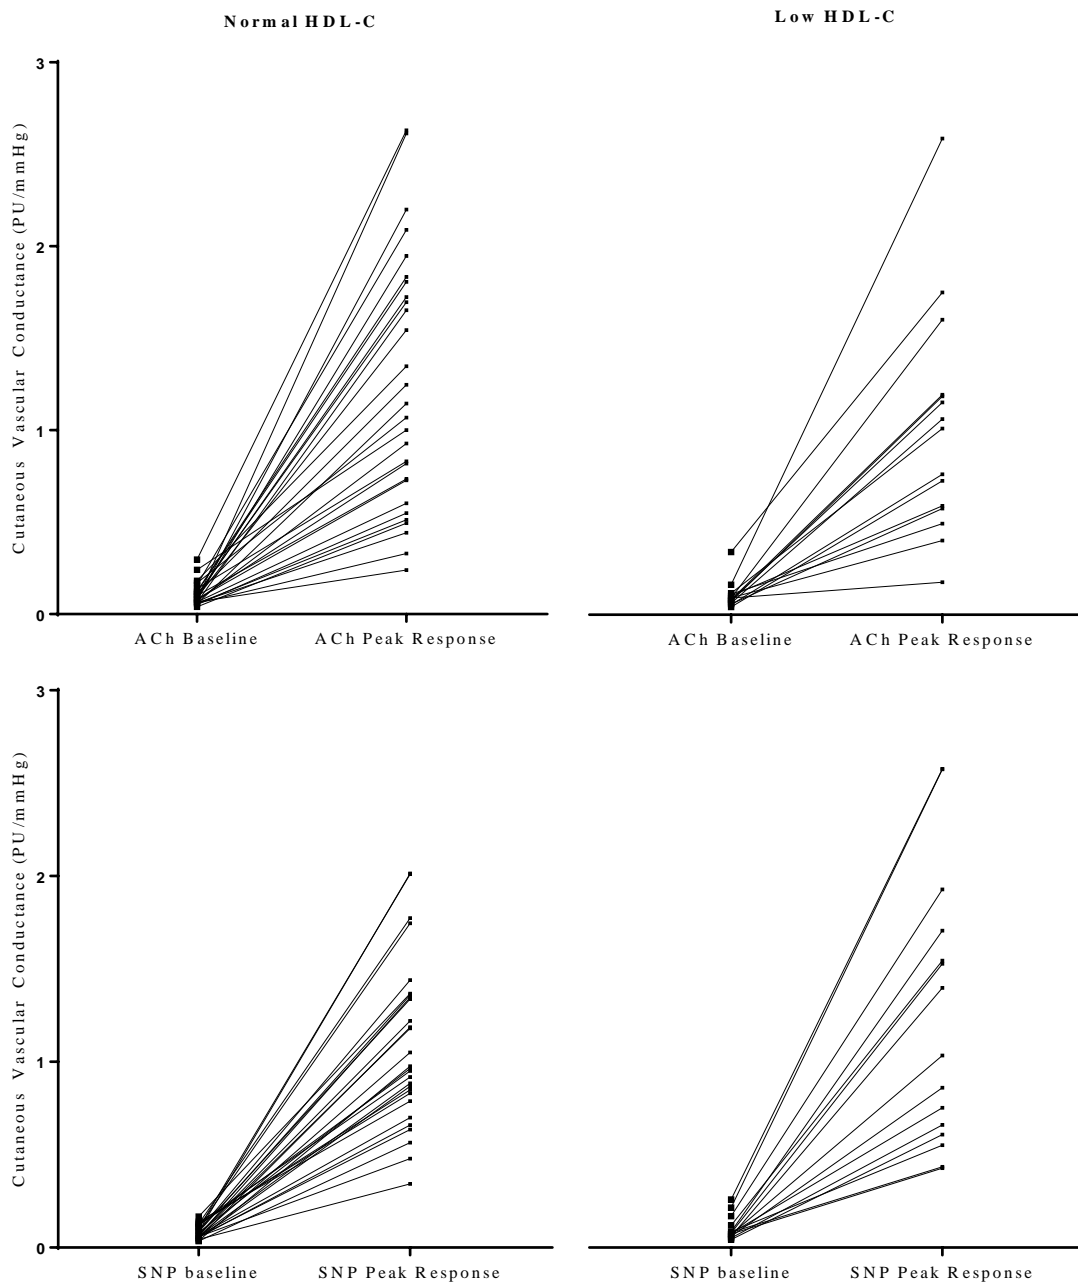 Normal HDL-C
Low HDL-C
Cutaneous Vascular Conductance (PU/mmHg)
3
2
1
0
ACh Baseline ACh Peak Response
ACh Baseline ACh Peak Response
Cutaneous Vascular Conductance (PU/mmHg)
3
2
1
0
SNP baseline SNP Peak Response
SNP baseline SNP Peak Response